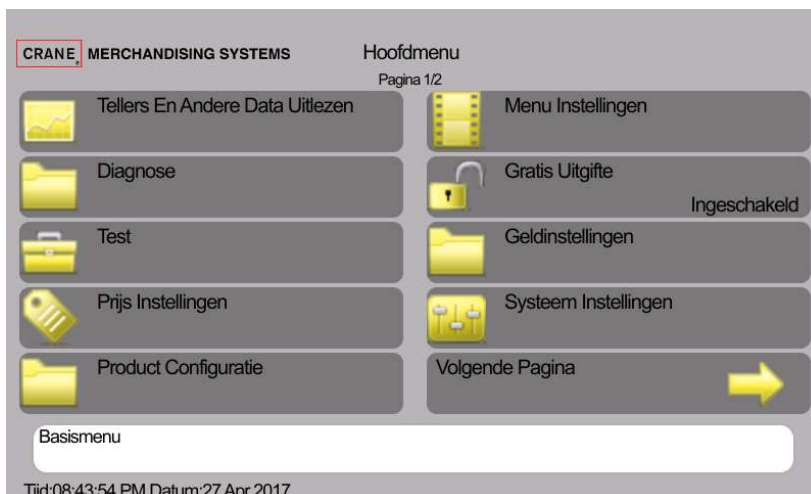 CRANE MERCHANDISING SYSTEMS
Hoofdmenu
Pagina 1/2
Tellers En Andere Data Uitlezen
Menu Instellingen
Diagnose
Gratis Uitgifte
Ingeschakeld
Test
Geldinstellingen
Prijs Instellingen
Systeem Instellingen
Product Configuratie
Volgende Pagina
Basismenu
Tijd:08:43:54 PM Datum:27 Apr 2017